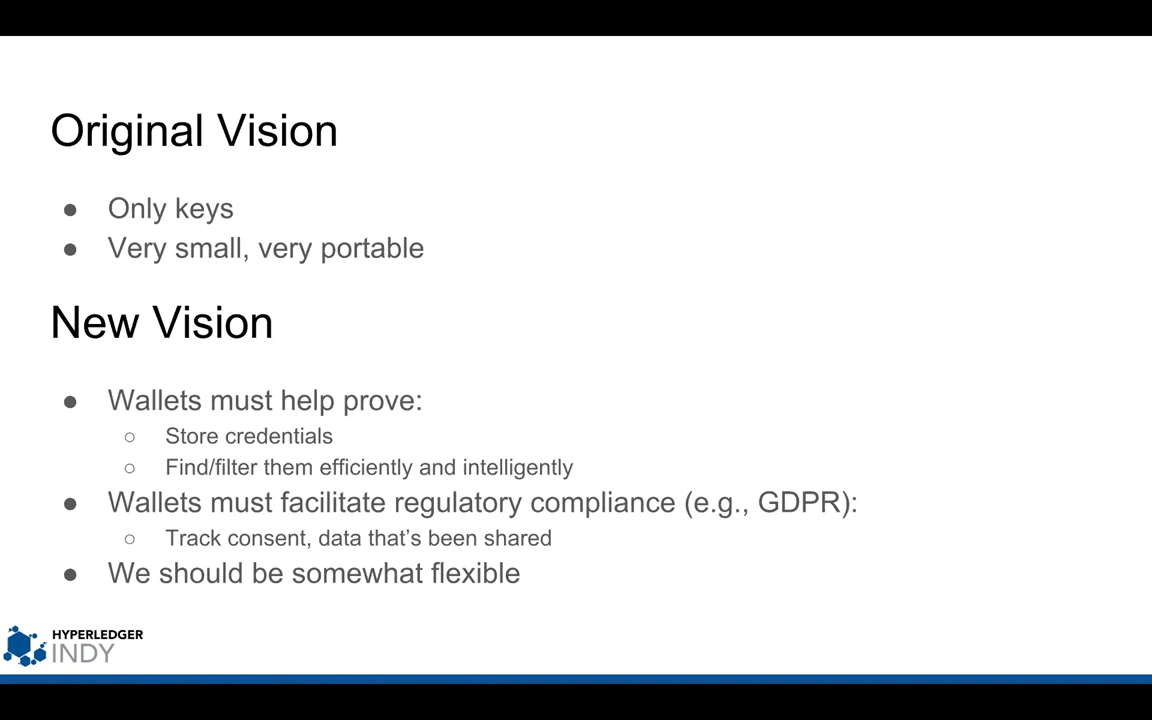 Original Vision
● Only keys
● Very small, very portable
New Vision
● Wallets must help prove:
○ Store credentials
○ Find/filter them efficiently and intelligently
● Wallets must facilitate regulatory compliance (e.g., GDPR):
○ Track consent, data that’s been shared
● We should be somewhat flexible
HYPERLEDGER
INDY